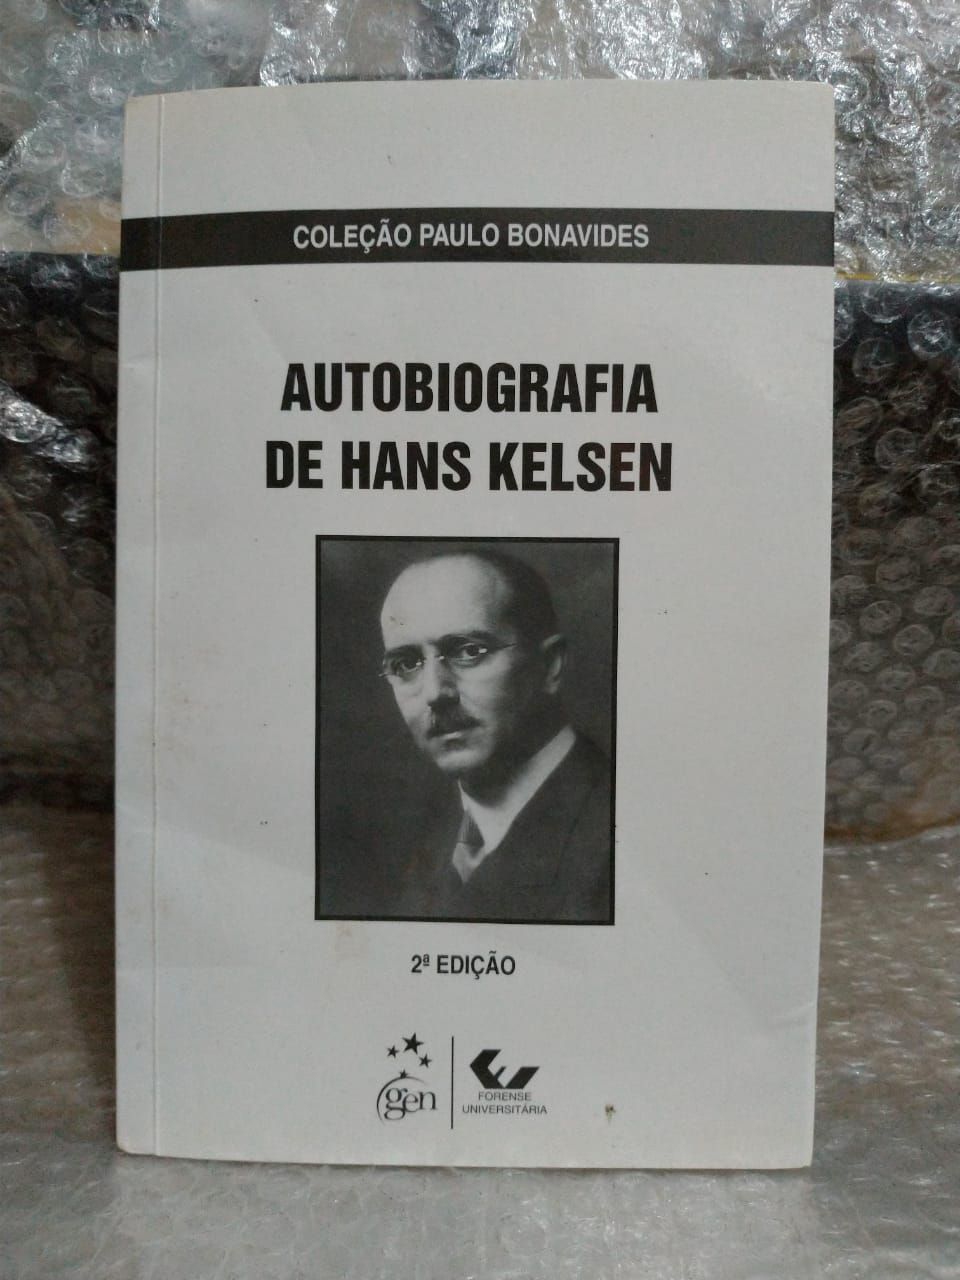 COLEÇÃO PAULO BONAVIDES
AUTOBIOGRAFIA
DE HANS KELSEN
2ª EDIÇÃO
gen
FORENSE
UNIVERSITÁRIA